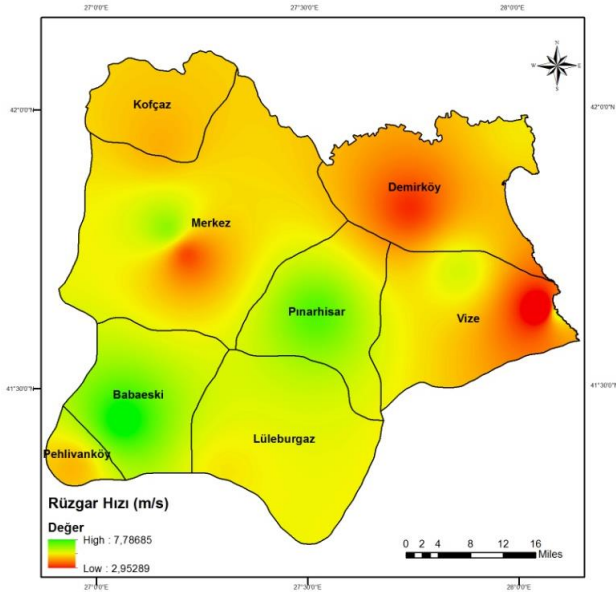 27°0'0"E 27°30'0"E 28°0'0"E
N
W E
S
42°0'0"N 42°0'0"N
Kofçaz
Demirköy
Merkez
Pınarhisar
Vize
41°30'0"N 41°30'0"N
Babaeski
Lüleburgaz
Pehlivanköy
Rüzgar Hızı (m/s)
Değer
High : 7,78685
Low : 2,95289
0 2 4 8 12 16
Miles
27°0'0"E 27°30'0"E 28°0'0"E